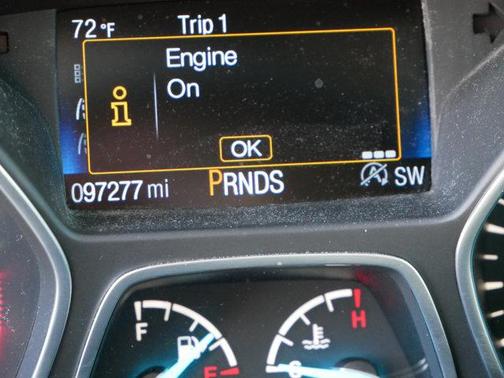 72°F Trip 1
Engine
On
OK
097277 mi PRNDS SW
F H
E C